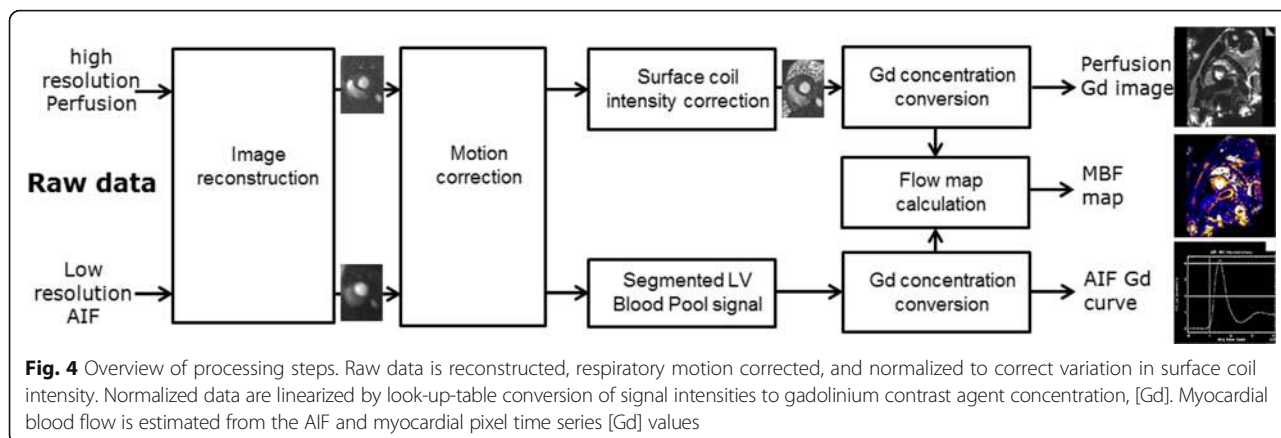 high
resolution
Perfusion
Raw data
Low
resolution
AIF
Image
reconstruction
Motion
correction
Surface coil
intensity correction
Segmented LV
Blood Pool signal
Gd concentration
conversion
Flow map
calculation
Gd concentration
conversion
Perfusion
Gd image
MBF
map
AIF Gd
curve
Fig. 4 Overview of processing steps. Raw data is reconstructed, respiratory motion corrected, and normalized to correct variation in surface coil
intensity. Normalized data are linearized by look-up-table conversion of signal intensities to gadolinium contrast agent concentration, [Gd]. Myocardial
blood flow is estimated from the AIF and myocardial pixel time series [Gd] values